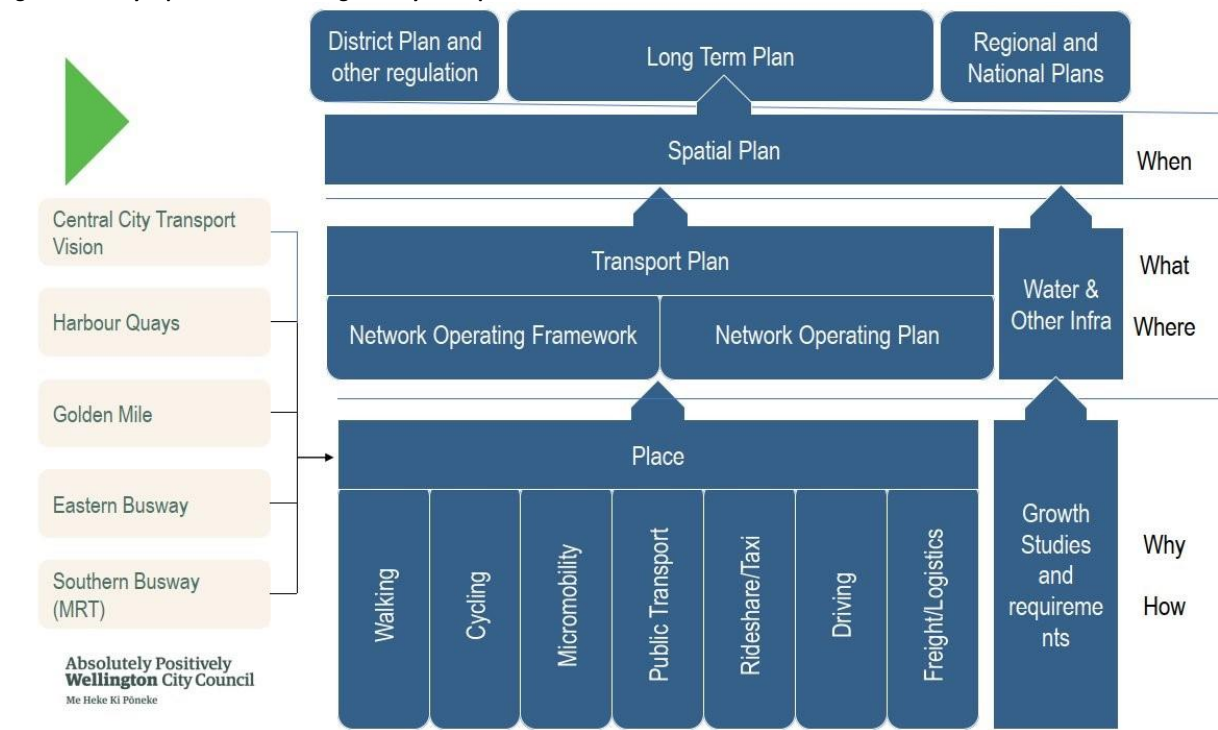 District Plan and
other regulation
Long Term Plan
Regional and
National Plans
Spatial Plan
When
Central City Transport
Vision
Harbour Quays
Golden Mile
Eastern Busway
Southern Busway
(MRT)
Transport Plan
Network Operating Framework
Network Operating Plan
Water &
Other Infra
What
Where
Place
Walking
Cycling
Micromobility
Public Transport
Rideshare/Taxi
Driving
Freight/Logistics
Growth
Studies
and
requireme
nts
Why
How
Absolutely Positively
Wellington City Council
Me Heke Ki Pōneke